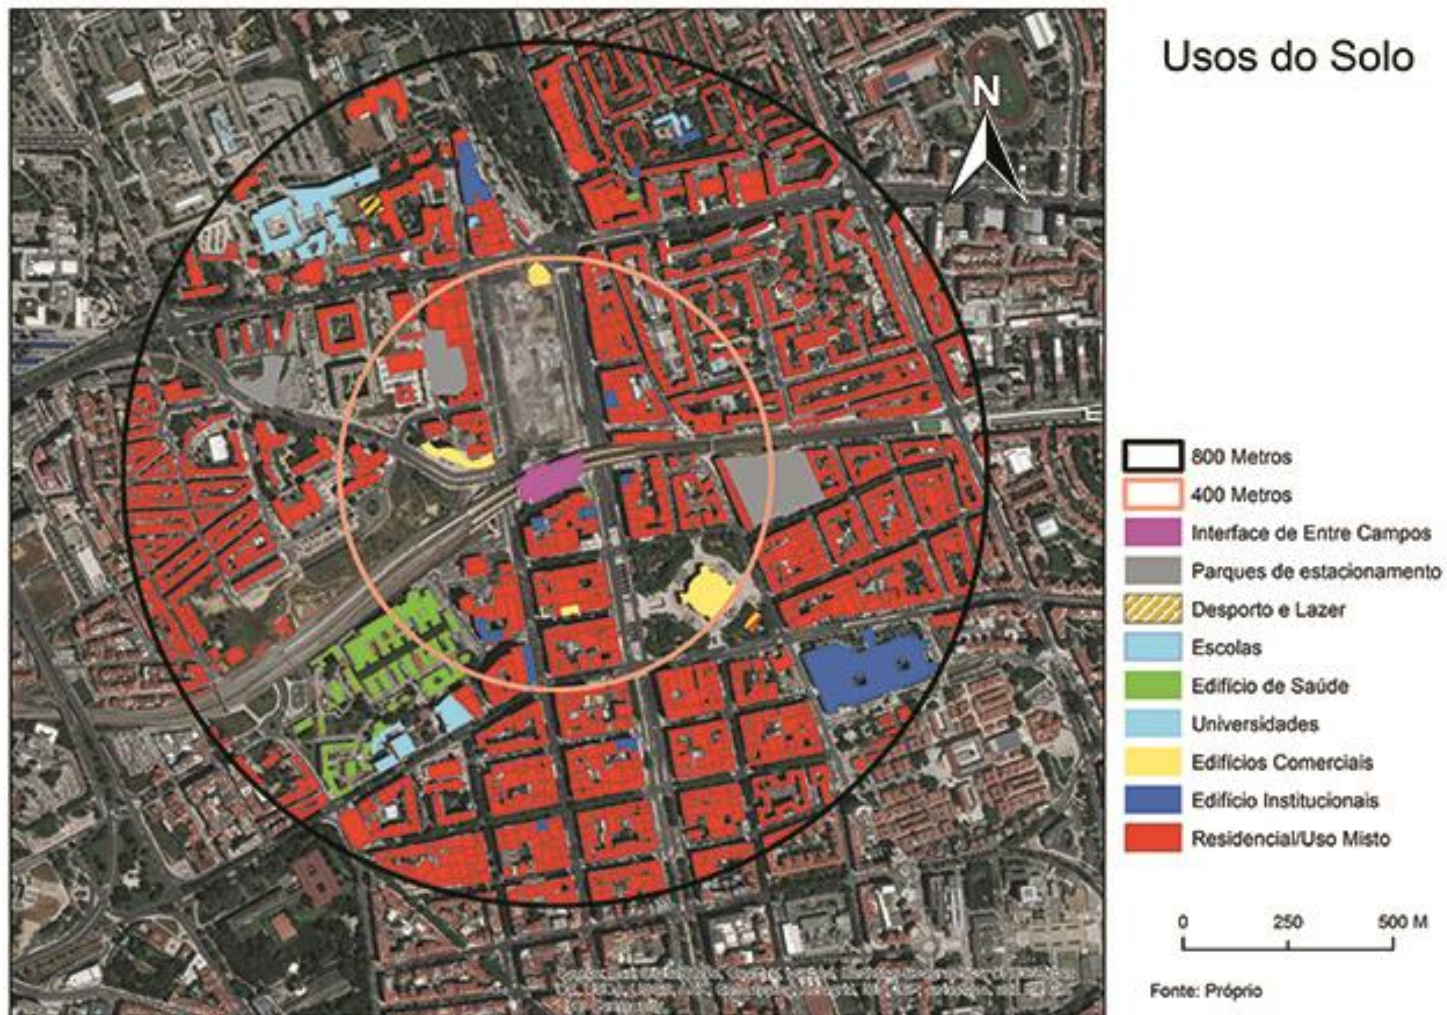 Usos do Solo
N
800 Metros
400 Metros
Interface de Entre Campos
Parques de estacionamento
Desporto e Lazer
Escolas
Edifício de Saúde
Universidades
Edifícios Comerciais
Edifício Institucionais
Residencial/Uso Misto
0 250 500 M
Fonte: Próprio